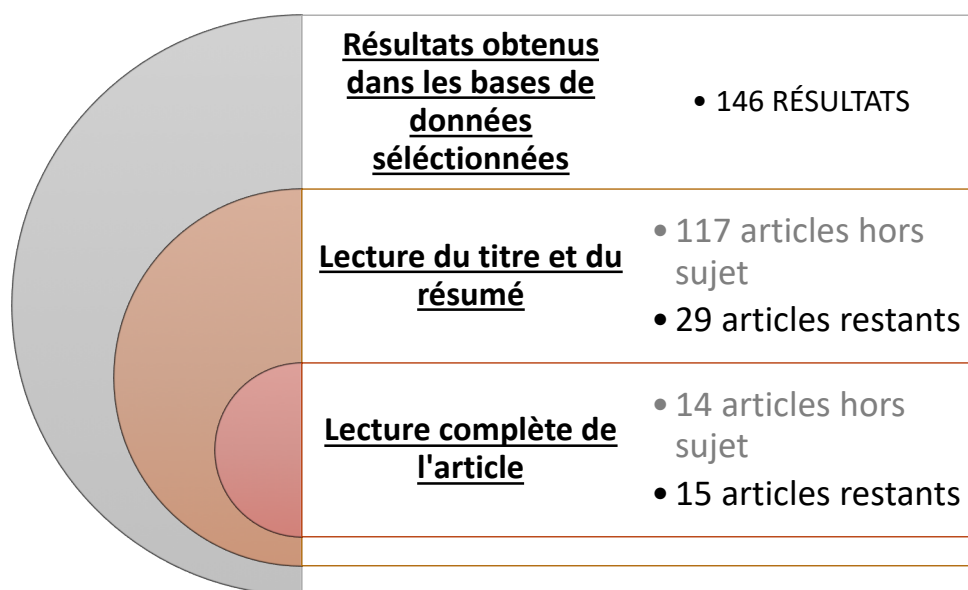 Résultats obtenus
dans les bases de
données
séléctionnées
• 146 RÉSULTATS
Lecture du titre et du
résumé
• 117 articles hors
sujet
• 29 articles restants
Lecture complète de
l'article
• 14 articles hors
sujet
• 15 articles restants